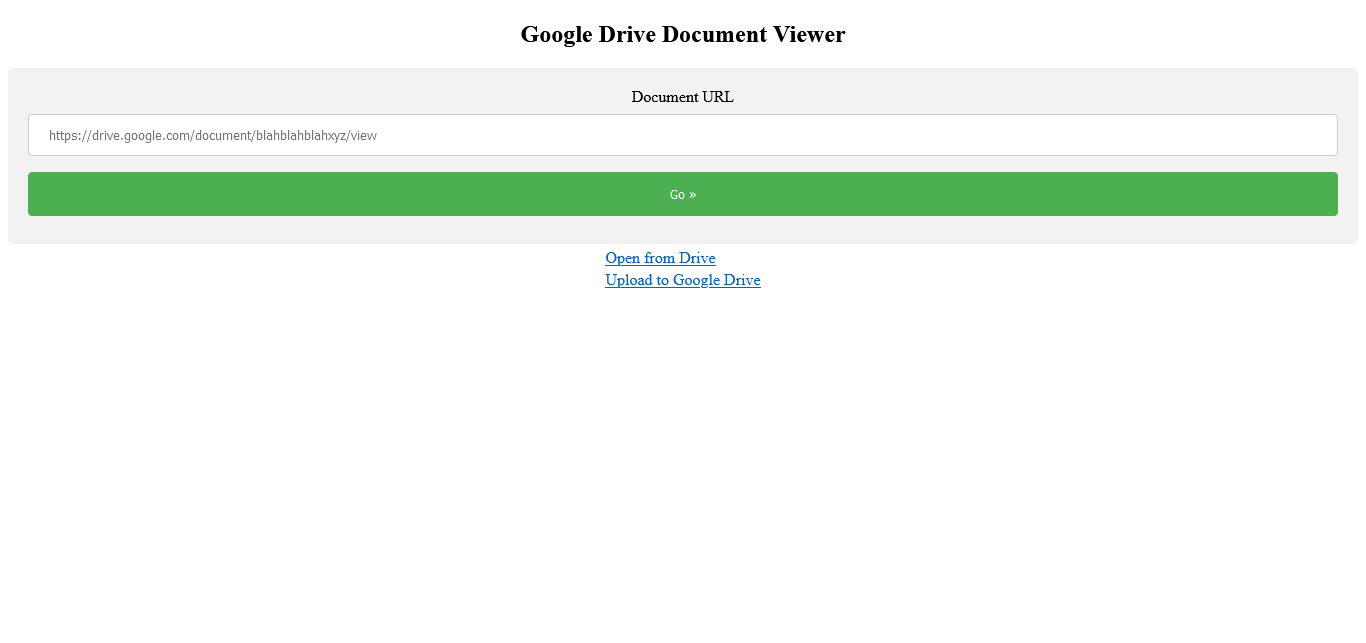 Google Drive Document Viewer
Document URL
https://drive.google.com/document/blahblahblahxyz/view
Go »
Open from Drive
Upload to Google Drive